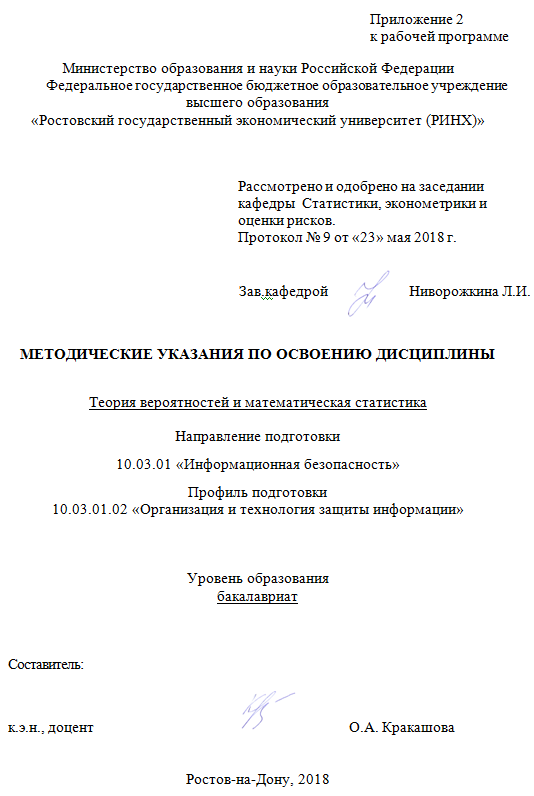 Приложение 2
к рабочей программе
Министерство образования и науки Российской Федерации
Федеральное государственное бюджетное образовательное учреждение
высшего образования
«Ростовский государственный экономический университет (РИНХ)»
Рассмотрено и одобрено на заседании
кафедры Статистики, эконометрики и
оценки рисков.
Протокол № 9 от «23» мая 2018 г.
Зав.кафедрой Ниворожкина Л.И.
МЕТОДИЧЕСКИЕ УКАЗАНИЯ ПО ОСВОЕНИЮ ДИСЦИПЛИНЫ
Теория вероятностей и математическая статистика
Направление подготовки
10.03.01 «Информационная безопасность»
Профиль подготовки
10.03.01.02 «Организация и технология защиты информации»
Уровень образования
бакалавриат
Составитель:
к.э.н., доцент О.А. Кракашова
Ростов-на-Дону, 2018